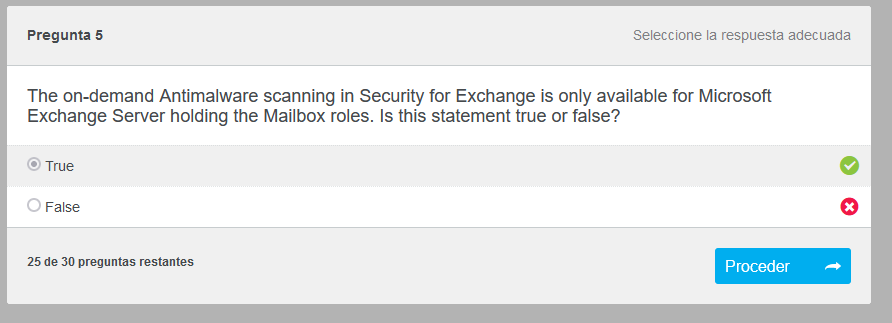 Pregunta 5
Seleccione la respuesta adecuada
The on-demand Antimalware scanning in Security for Exchange is only available for Microsoft
Exchange Server holding the Mailbox roles. Is this statement true or false?
True
False
25 de 30 preguntas restantes
Proceder